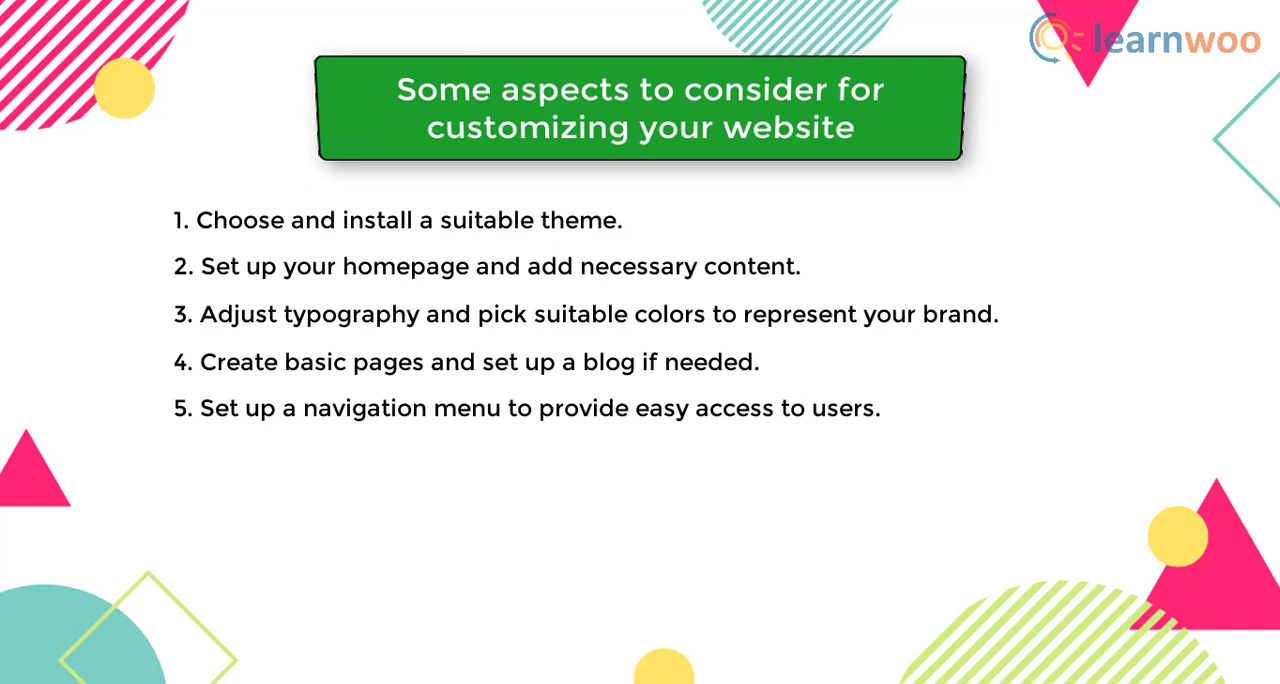 learnwoo
Some aspects to consider for
customizing your website
1. Choose and install a suitable theme.
2. Set up your homepage and add necessary content.
3. Adjust typography and pick suitable colors to represent your brand.
4. Create basic pages and set up a blog if needed.
5. Set up a navigation menu to provide easy access to users.